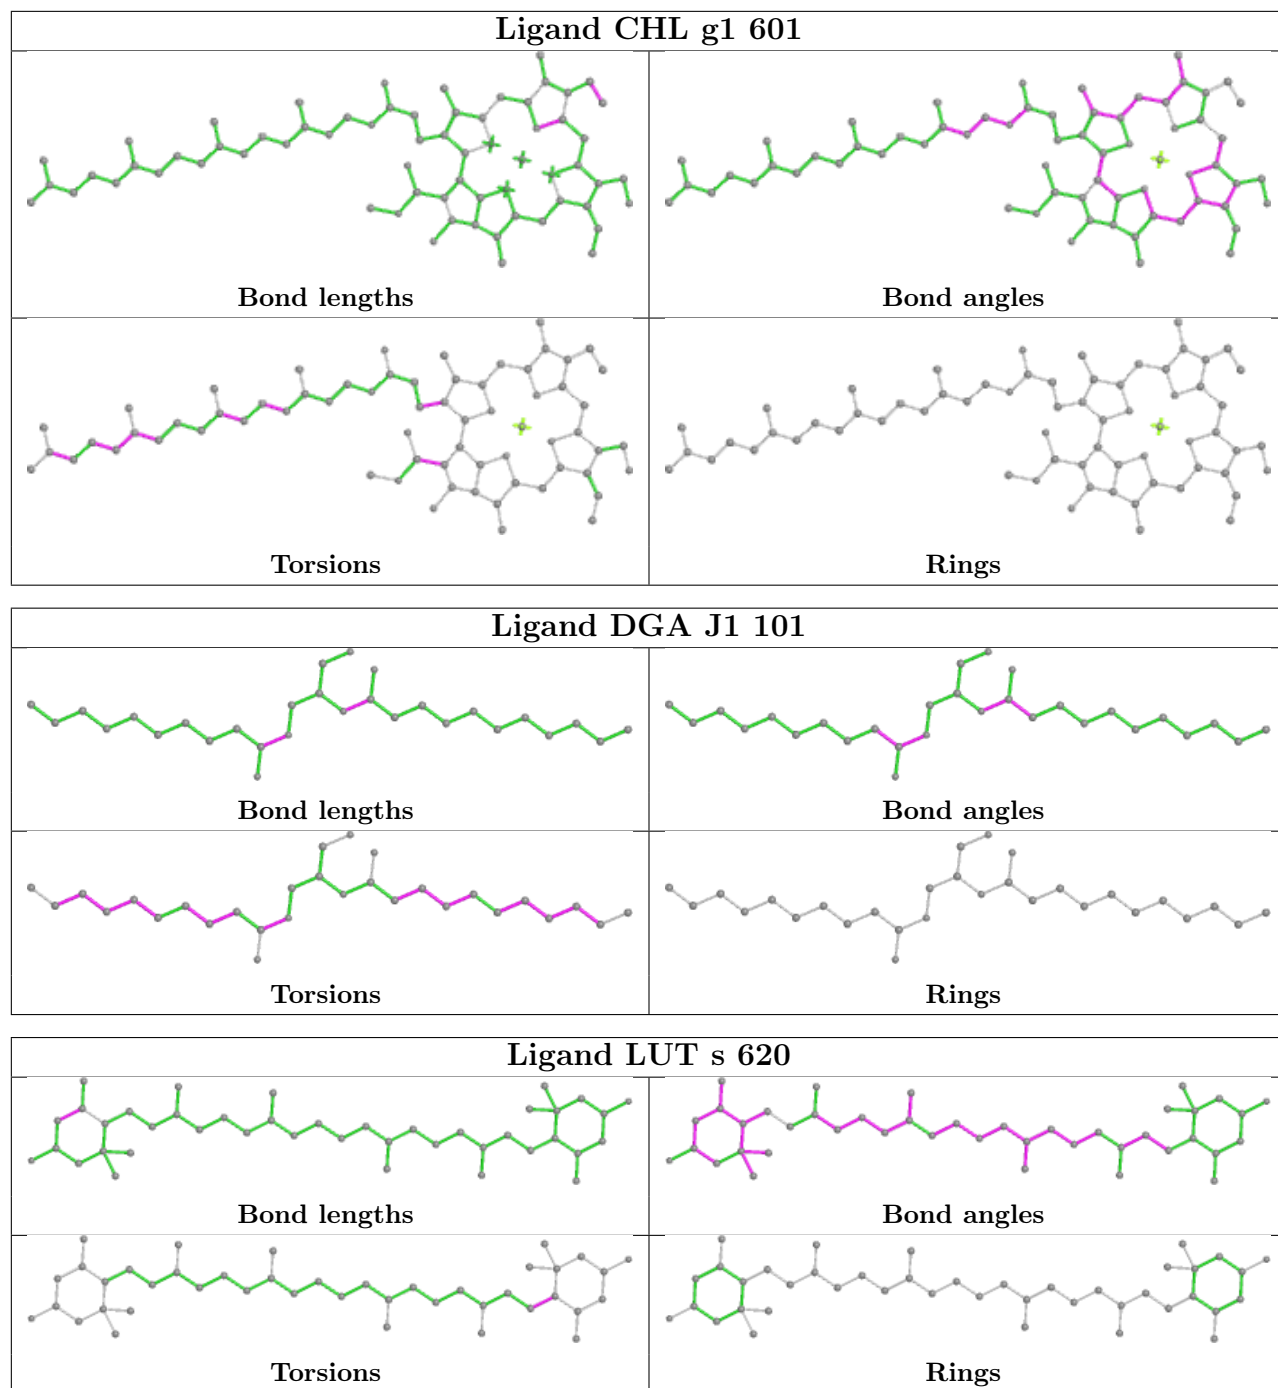 Ligand CHL g1 601
Bond lengths
Bond angles
Torsions
Rings
Ligand DGA J1 101
Bond lengths
Bond angles
Torsions
Rings
Ligand LUT s 620
Bond lengths
Bond angles
Torsions
Rings